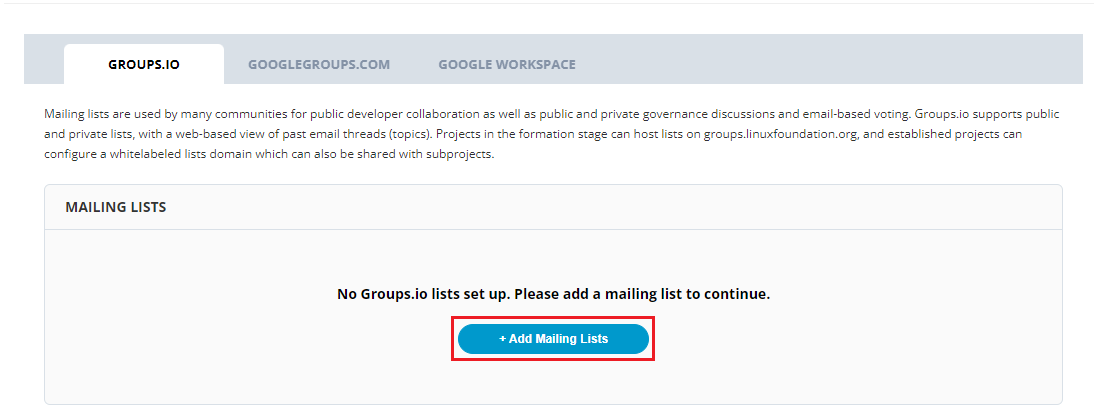 GROUPS.IO
GOOGLEGROUPS.COM
GOOGLE WORKSPACE
Mailing lists are used by many communities for public developer collaboration as well as public and private governance discussions and email-based voting. Groups.io supports public
and private lists, with a web-based view of past email threads (topics). Projects in the formation stage can host lists on groups.linuxfoundation.org, and established projects can
configure a whitelabeled lists domain which can also be shared with subprojects.
MAILING LISTS
No Groups.io lists set up. Please add a mailing list to continue.
+ Add Mailing Lists